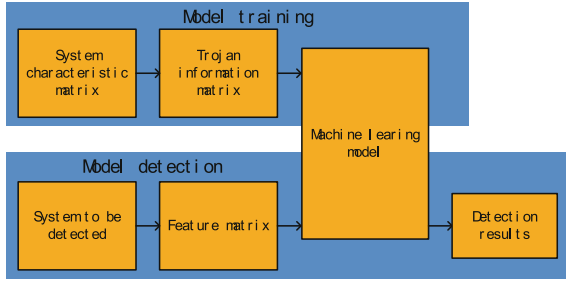 Model training
System
characteristic
matrix
Trojan
information
matrix
Machine learing
model
Model detection
System to be
detected
Feature matrix
Detection
results